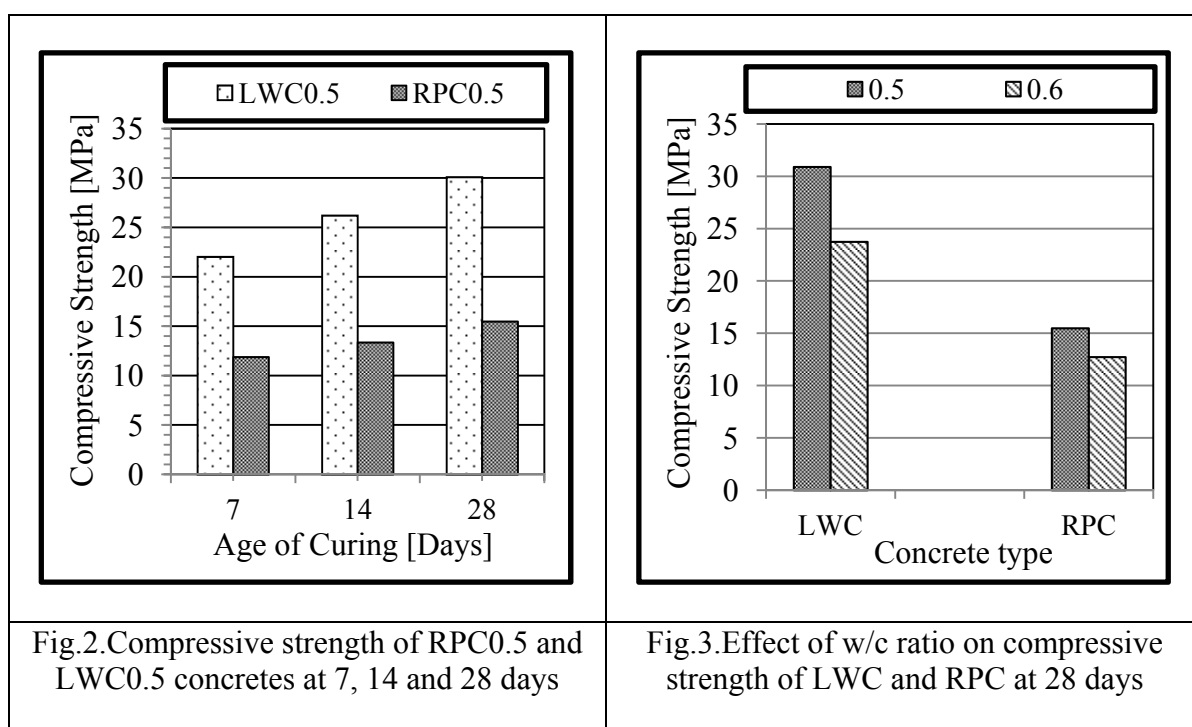 LWC0.5 RPC0.5
Compressive Strength [MPa]
35
30
25
20
15
10
5
0
7 14 28
Age of Curing [Days]
Fig.2.Compressive strength of RPC0.5 and
LWC0.5 concretes at 7, 14 and 28 days
0.5 0.6
Compressive Strength [MPa]
35
30
25
20
15
10
5
0
LWC RPC
Concrete type
Fig.3.Effect of w/c ratio on compressive
strength of LWC and RPC at 28 days